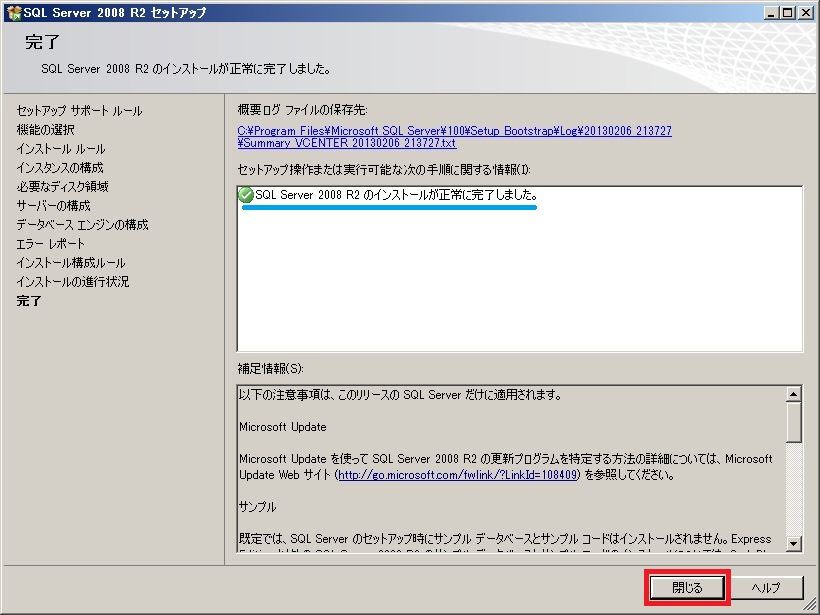 SQL Server 2008 R2 セットアップ
完了
SQL Server 2008 R2 のインストールが正常に完了しました。
セットアップ サポート ルール
機能の選択
インストール ルール
インスタンスの構成
必要なディスク領域
サーバーの構成
データベース エンジンの構成
エラー レポート
インストール構成ルール
インストールの進行状況
完了
概要ログ ファイルの保存先:
C:¥Program Files¥Microsoft SQL Server¥100¥Setup Bootstrap¥Log¥20130206_213727
¥Summary_VCENTER_20130206_213727.txt
セットアップ操作または実行可能な次の手順に関する情報(I):
SQL Server 2008 R2 のインストールが正常に完了しました。
補足情報(S):
以下の注意事項は、このリリースの SQL Server だけに適用されます。
Microsoft Update
Microsoft Update を使って SQL Server 2008 R2 の更新プログラムを特定する方法の詳細については、Microsoft
Update Web サイト (http://go.microsoft.com/fwlink/?LinkId=108409) を参照してください。
サンプル
既定では、SQL Server のセットアップ時にサンプル データベースとサンプル コードはインストールされません。Express
閉じる
ヘルプ